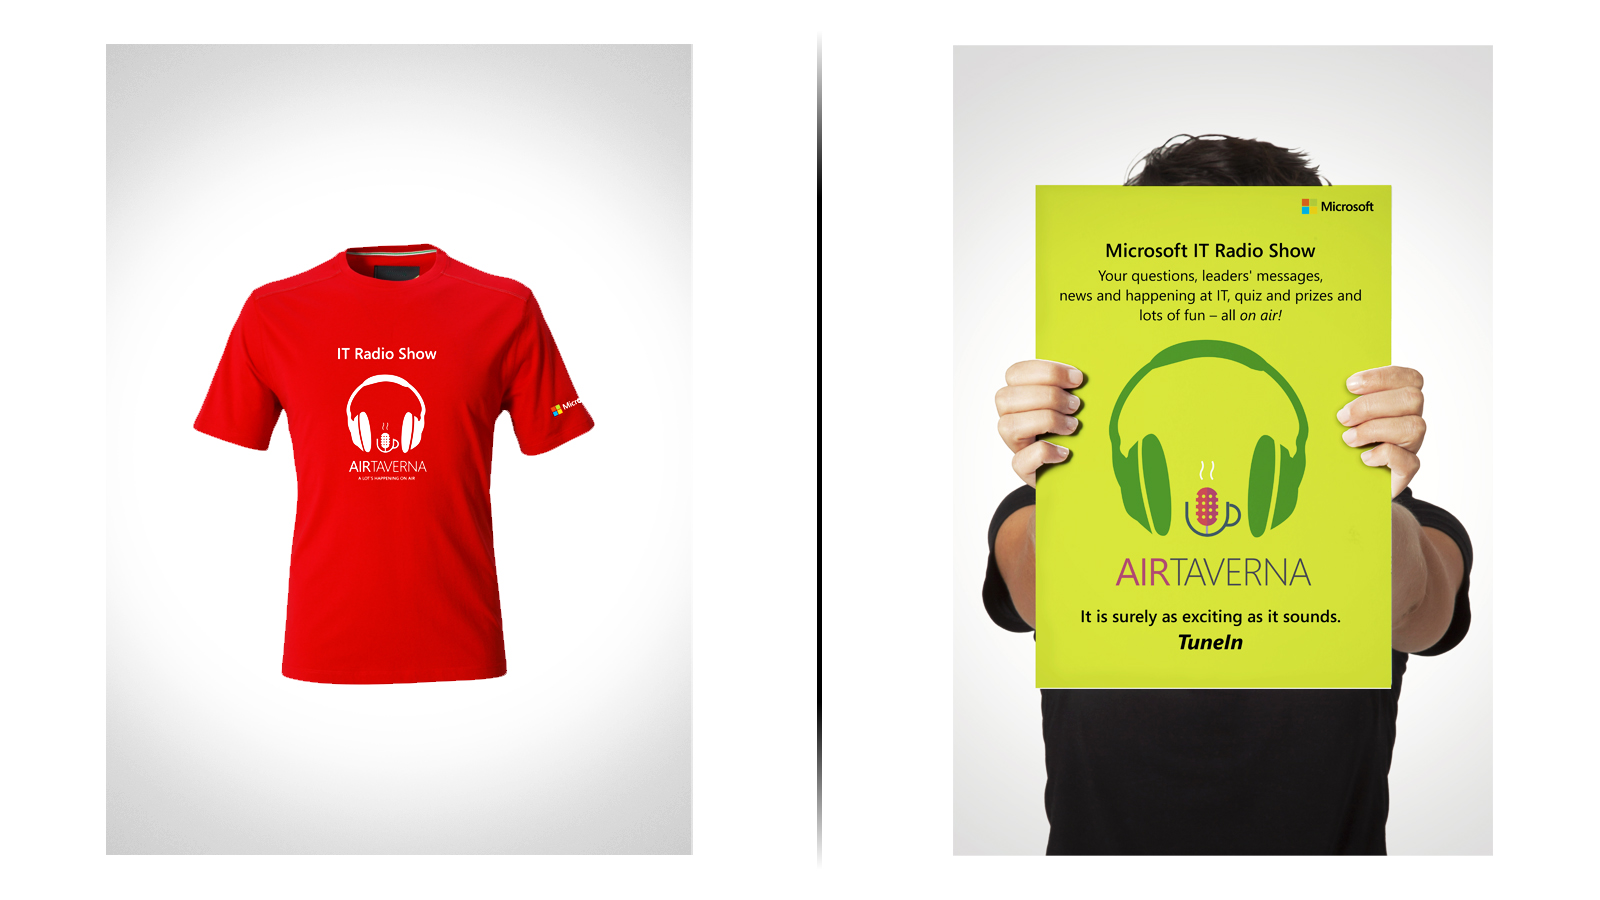 IT Radio Show
AIRTAVERNA
A LOT'S HAPPENING ON AIR
Microsoft
Microsoft IT Radio Show
Your questions, leaders' messages,
news and happening at IT, quiz and prizes and
lots of fun – all on air!
AIRTAVERNA
It is surely as exciting as it sounds.
TuneIn